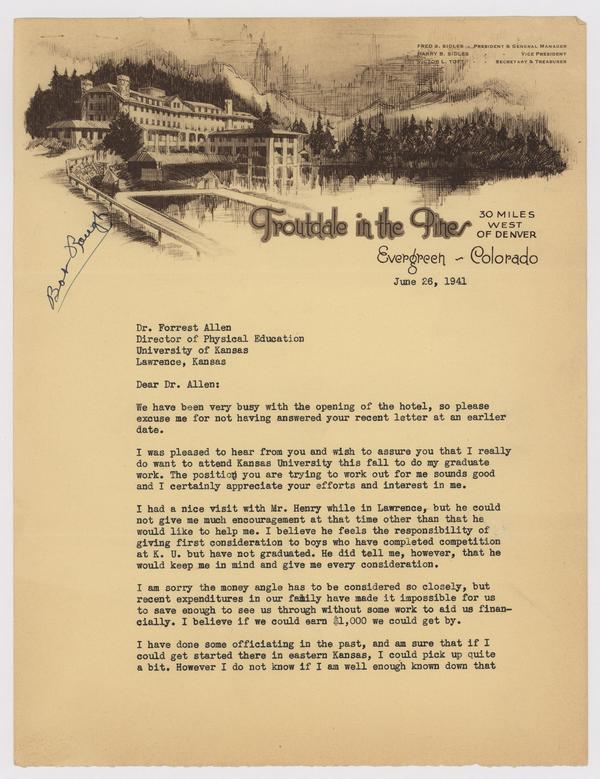 FRED B. SIDLES - PRESIDENT & GENERAL MANAGER
HARRY B. SIDLES - VICE PRESIDENT
VICTOR L. TOFT - SECRETARY & TREASURER
Troutdale in the Pines
30 MILES
WEST
OF DENVER
Evergreen ~ Colorado
June 26, 1941
Bob Rough
Dr. Forrest Allen
Director of Physical Education
University of Kansas
Lawrence, Kansas
Dear Dr. Allen:
We have been very busy with the opening of the hotel, so please
excuse me for not having answered your recent letter at an earlier
date.
I was pleased to hear from you and wish to assure you that I really
do want to attend Kansas University this fall to do my graduate
work. The position you are trying to work out for me sounds good
and I certainly appreciate your efforts and interest in me.
I had a nice visit with Mr. Henry while in Lawrence, but he could
not give me much encouragement at that time other than that he
would like to help me. I believe he feels the responsibility of
giving first consideration to boys who have completed competition
at K. U. but have not graduated. He did tell me, however, that he
would keep me in mind and give me every consideration.
I am sorry the money angle has to be considered so closely, but
recent expenditures in our family have made it impossible for us
to save enough to see us through without some work to aid us finan-
cially. I believe if we could earn $1,000 we could get by.
I have done some officiating in the past, and am sure that if I
could get started there in eastern Kansas, I could pick up quite
a bit. However I do not know if I am well enough known down that